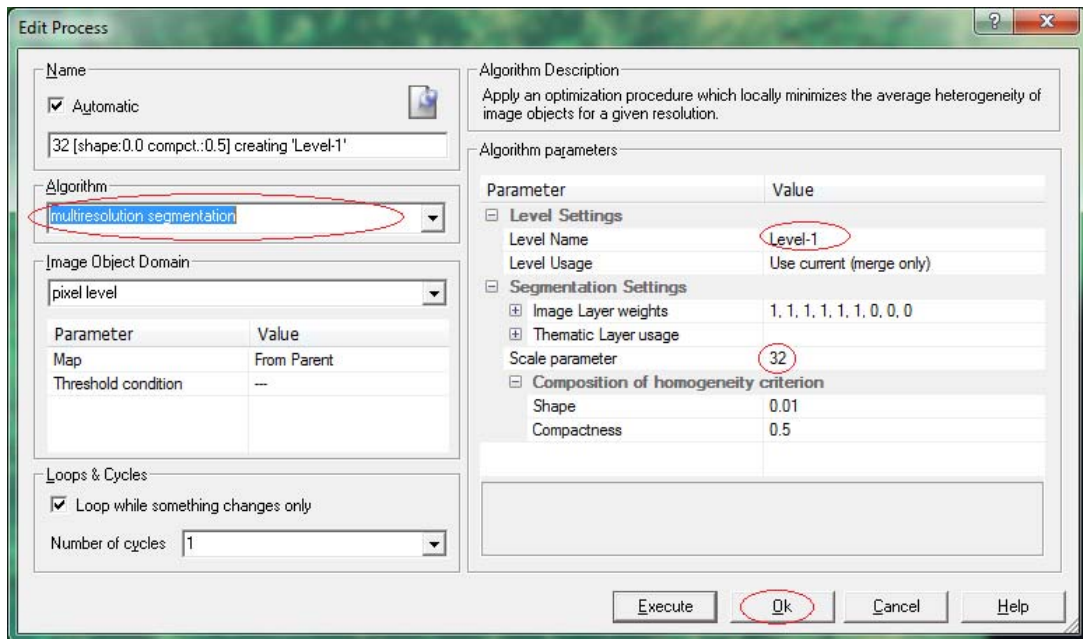 Edit Process
Name
Automatic
32 [shape:0.0 compct.:0.5] creating 'Level-1'
Algorithm
multiresolution segmentation
Image Object Domain
pixel level
Parameter Value
Map From Parent
Threshold condition ---
Loops & Cycles
Loop while something changes only
Number of cycles 1
Algorithm Description
Apply an optimization procedure which locally minimizes the average heterogeneity of
image objects for a given resolution.
Algorithm parameters
Parameter Value
Level Settings
Level Name Level-1
Level Usage Use current (merge only)
Segmentation Settings
Image Layer weights 1, 1, 1, 1, 1, 1, 0, 0, 0
Thematic Layer usage
Scale parameter 32
Composition of homogeneity criterion
Shape 0.01
Compactness 0.5
Execute Ok Cancel Help